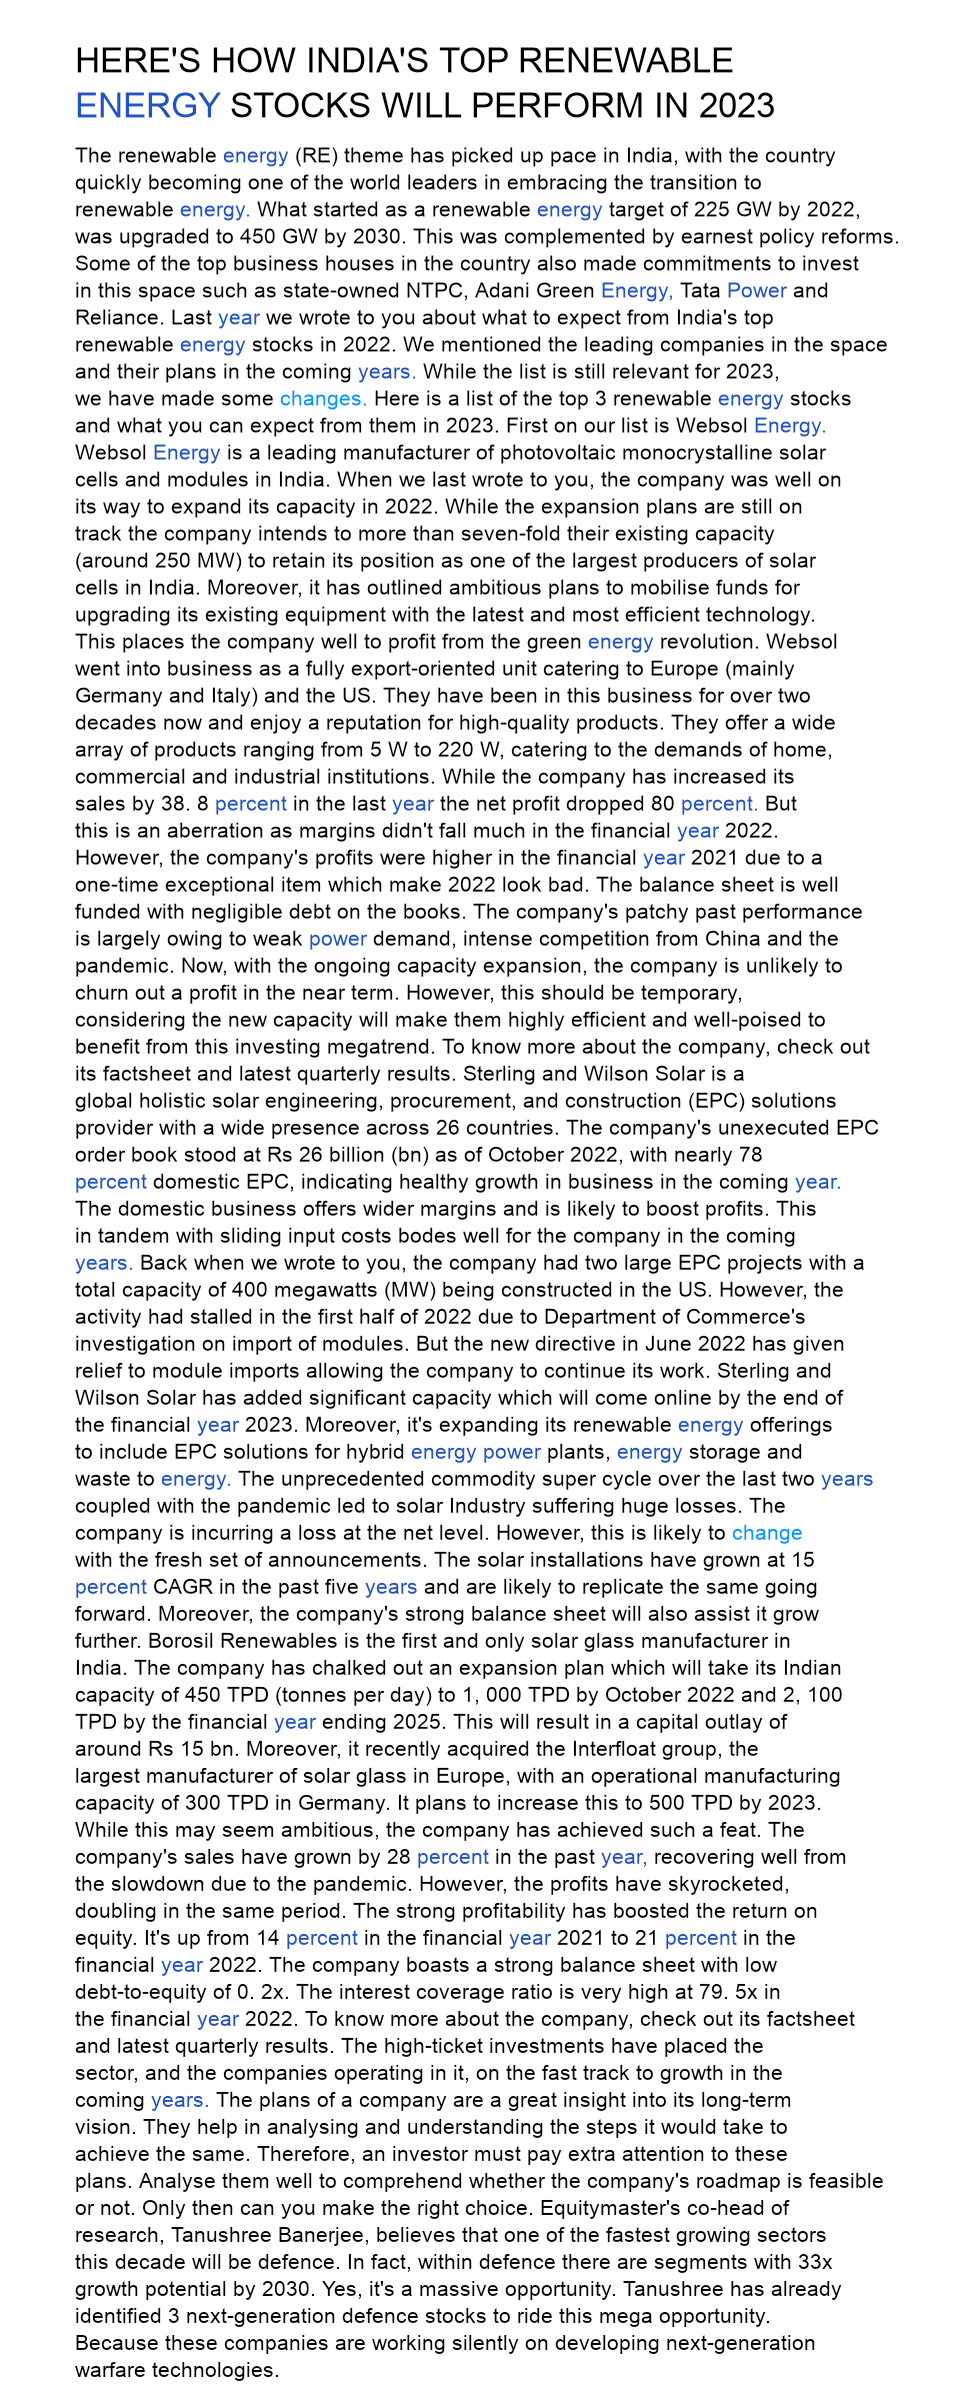 HERE'S HOW INDIA'S TOP RENEWABLE
ENERGY STOCKS WILL PERFORM IN 2023
The renewable energy (RE) theme has picked up pace in India, with the country
quickly becoming one of the world leaders in embracing the transition to
renewable energy. What started as a renewable energy target of 225 GW by 2022,
was upgraded to 450 GW by 2030. This was complemented by earnest policy reforms.
Some of the top business houses in the country also made commitments to invest
in this space such as state-owned NTPC, Adani Green Energy, Tata Power and
Reliance. Last year we wrote to you about what to expect from India's top
renewable energy stocks in 2022. We mentioned the leading companies in the space
and their plans in the coming years. While the list is still relevant for 2023,
we have made some changes. Here is a list of the top 3 renewable energy stocks
and what you can expect from them in 2023. First on our list is Websol Energy.
Websol Energy is a leading manufacturer of photovoltaic monocrystalline solar
cells and modules in India. When we last wrote to you, the company was well on
its way to expand its capacity in 2022. While the expansion plans are still on
track the company intends to more than seven-fold their existing capacity
(around 250 MW) to retain its position as one of the largest producers of solar
cells in India. Moreover, it has outlined ambitious plans to mobilise funds for
upgrading its existing equipment with the latest and most efficient technology.
This places the company well to profit from the green energy revolution. Websol
went into business as a fully export-oriented unit catering to Europe (mainly
Germany and Italy) and the US. They have been in this business for over two
decades now and enjoy a reputation for high-quality products. They offer a wide
array of products ranging from 5 W to 220 W, catering to the demands of home,
commercial and industrial institutions. While the company has increased its
sales by 38. 8 percent in the last year the net profit dropped 80 percent. But
this is an aberration as margins didn't fall much in the financial year 2022.
However, the company's profits were higher in the financial year 2021 due to a
one-time exceptional item which make 2022 look bad. The balance sheet is well
funded with negligible debt on the books. The company's patchy past performance
is largely owing to weak power demand, intense competition from China and the
pandemic. Now, with the ongoing capacity expansion, the company is unlikely to
churn out a profit in the near term. However, this should be temporary,
considering the new capacity will make them highly efficient and well-poised to
benefit from this investing megatrend. To know more about the company, check out
its factsheet and latest quarterly results. Sterling and Wilson Solar is a
global holistic solar engineering, procurement, and construction (EPC) solutions
provider with a wide presence across 26 countries. The company's unexecuted EPC
order book stood at Rs 26 billion (bn) as of October 2022, with nearly 78
percent domestic EPC, indicating healthy growth in business in the coming year.
The domestic business offers wider margins and is likely to boost profits. This
in tandem with sliding input costs bodes well for the company in the coming
years. Back when we wrote to you, the company had two large EPC projects with a
total capacity of 400 megawatts (MW) being constructed in the US. However, the
activity had stalled in the first half of 2022 due to Department of Commerce's
investigation on import of modules. But the new directive in June 2022 has given
relief to module imports allowing the company to continue its work. Sterling and
Wilson Solar has added significant capacity which will come online by the end of
the financial year 2023. Moreover, it's expanding its renewable energy offerings
to include EPC solutions for hybrid energy power plants, energy storage and
waste to energy. The unprecedented commodity super cycle over the last two years
coupled with the pandemic led to solar Industry suffering huge losses. The
company is incurring a loss at the net level. However, this is likely to change
with the fresh set of announcements. The solar installations have grown at 15
percent CAGR in the past five years and are likely to replicate the same going
forward. Moreover, the company's strong balance sheet will also assist it grow
further. Borosil Renewables is the first and only solar glass manufacturer in
India. The company has chalked out an expansion plan which will take its Indian
capacity of 450 TPD (tonnes per day) to 1, 000 TPD by October 2022 and 2, 100
TPD by the financial year ending 2025. This will result in a capital outlay of
around Rs 15 bn. Moreover, it recently acquired the Interfloat group, the
largest manufacturer of solar glass in Europe, with an operational manufacturing
capacity of 300 TPD in Germany. It plans to increase this to 500 TPD by 2023.
While this may seem ambitious, the company has achieved such a feat. The
company's sales have grown by 28 percent in the past year, recovering well from
the slowdown due to the pandemic. However, the profits have skyrocketed,
doubling in the same period. The strong profitability has boosted the return on
equity. It's up from 14 percent in the financial year 2021 to 21 percent in the
financial year 2022. The company boasts a strong balance sheet with low
debt-to-equity of 0. 2x. The interest coverage ratio is very high at 79. 5x in
the financial year 2022. To know more about the company, check out its factsheet
and latest quarterly results. The high-ticket investments have placed the
sector, and the companies operating in it, on the fast track to growth in the
coming years. The plans of a company are a great insight into its long-term
vision. They help in analysing and understanding the steps it would take to
achieve the same. Therefore, an investor must pay extra attention to these
plans. Analyse them well to comprehend whether the company's roadmap is feasible
or not. Only then can you make the right choice. Equitymaster's co-head of
research, Tanushree Banerjee, believes that one of the fastest growing sectors
this decade will be defence. In fact, within defence there are segments with 33x
growth potential by 2030. Yes, it's a massive opportunity. Tanushree has already
identified 3 next-generation defence stocks to ride this mega opportunity.
Because these companies are working silently on developing next-generation
warfare technologies.